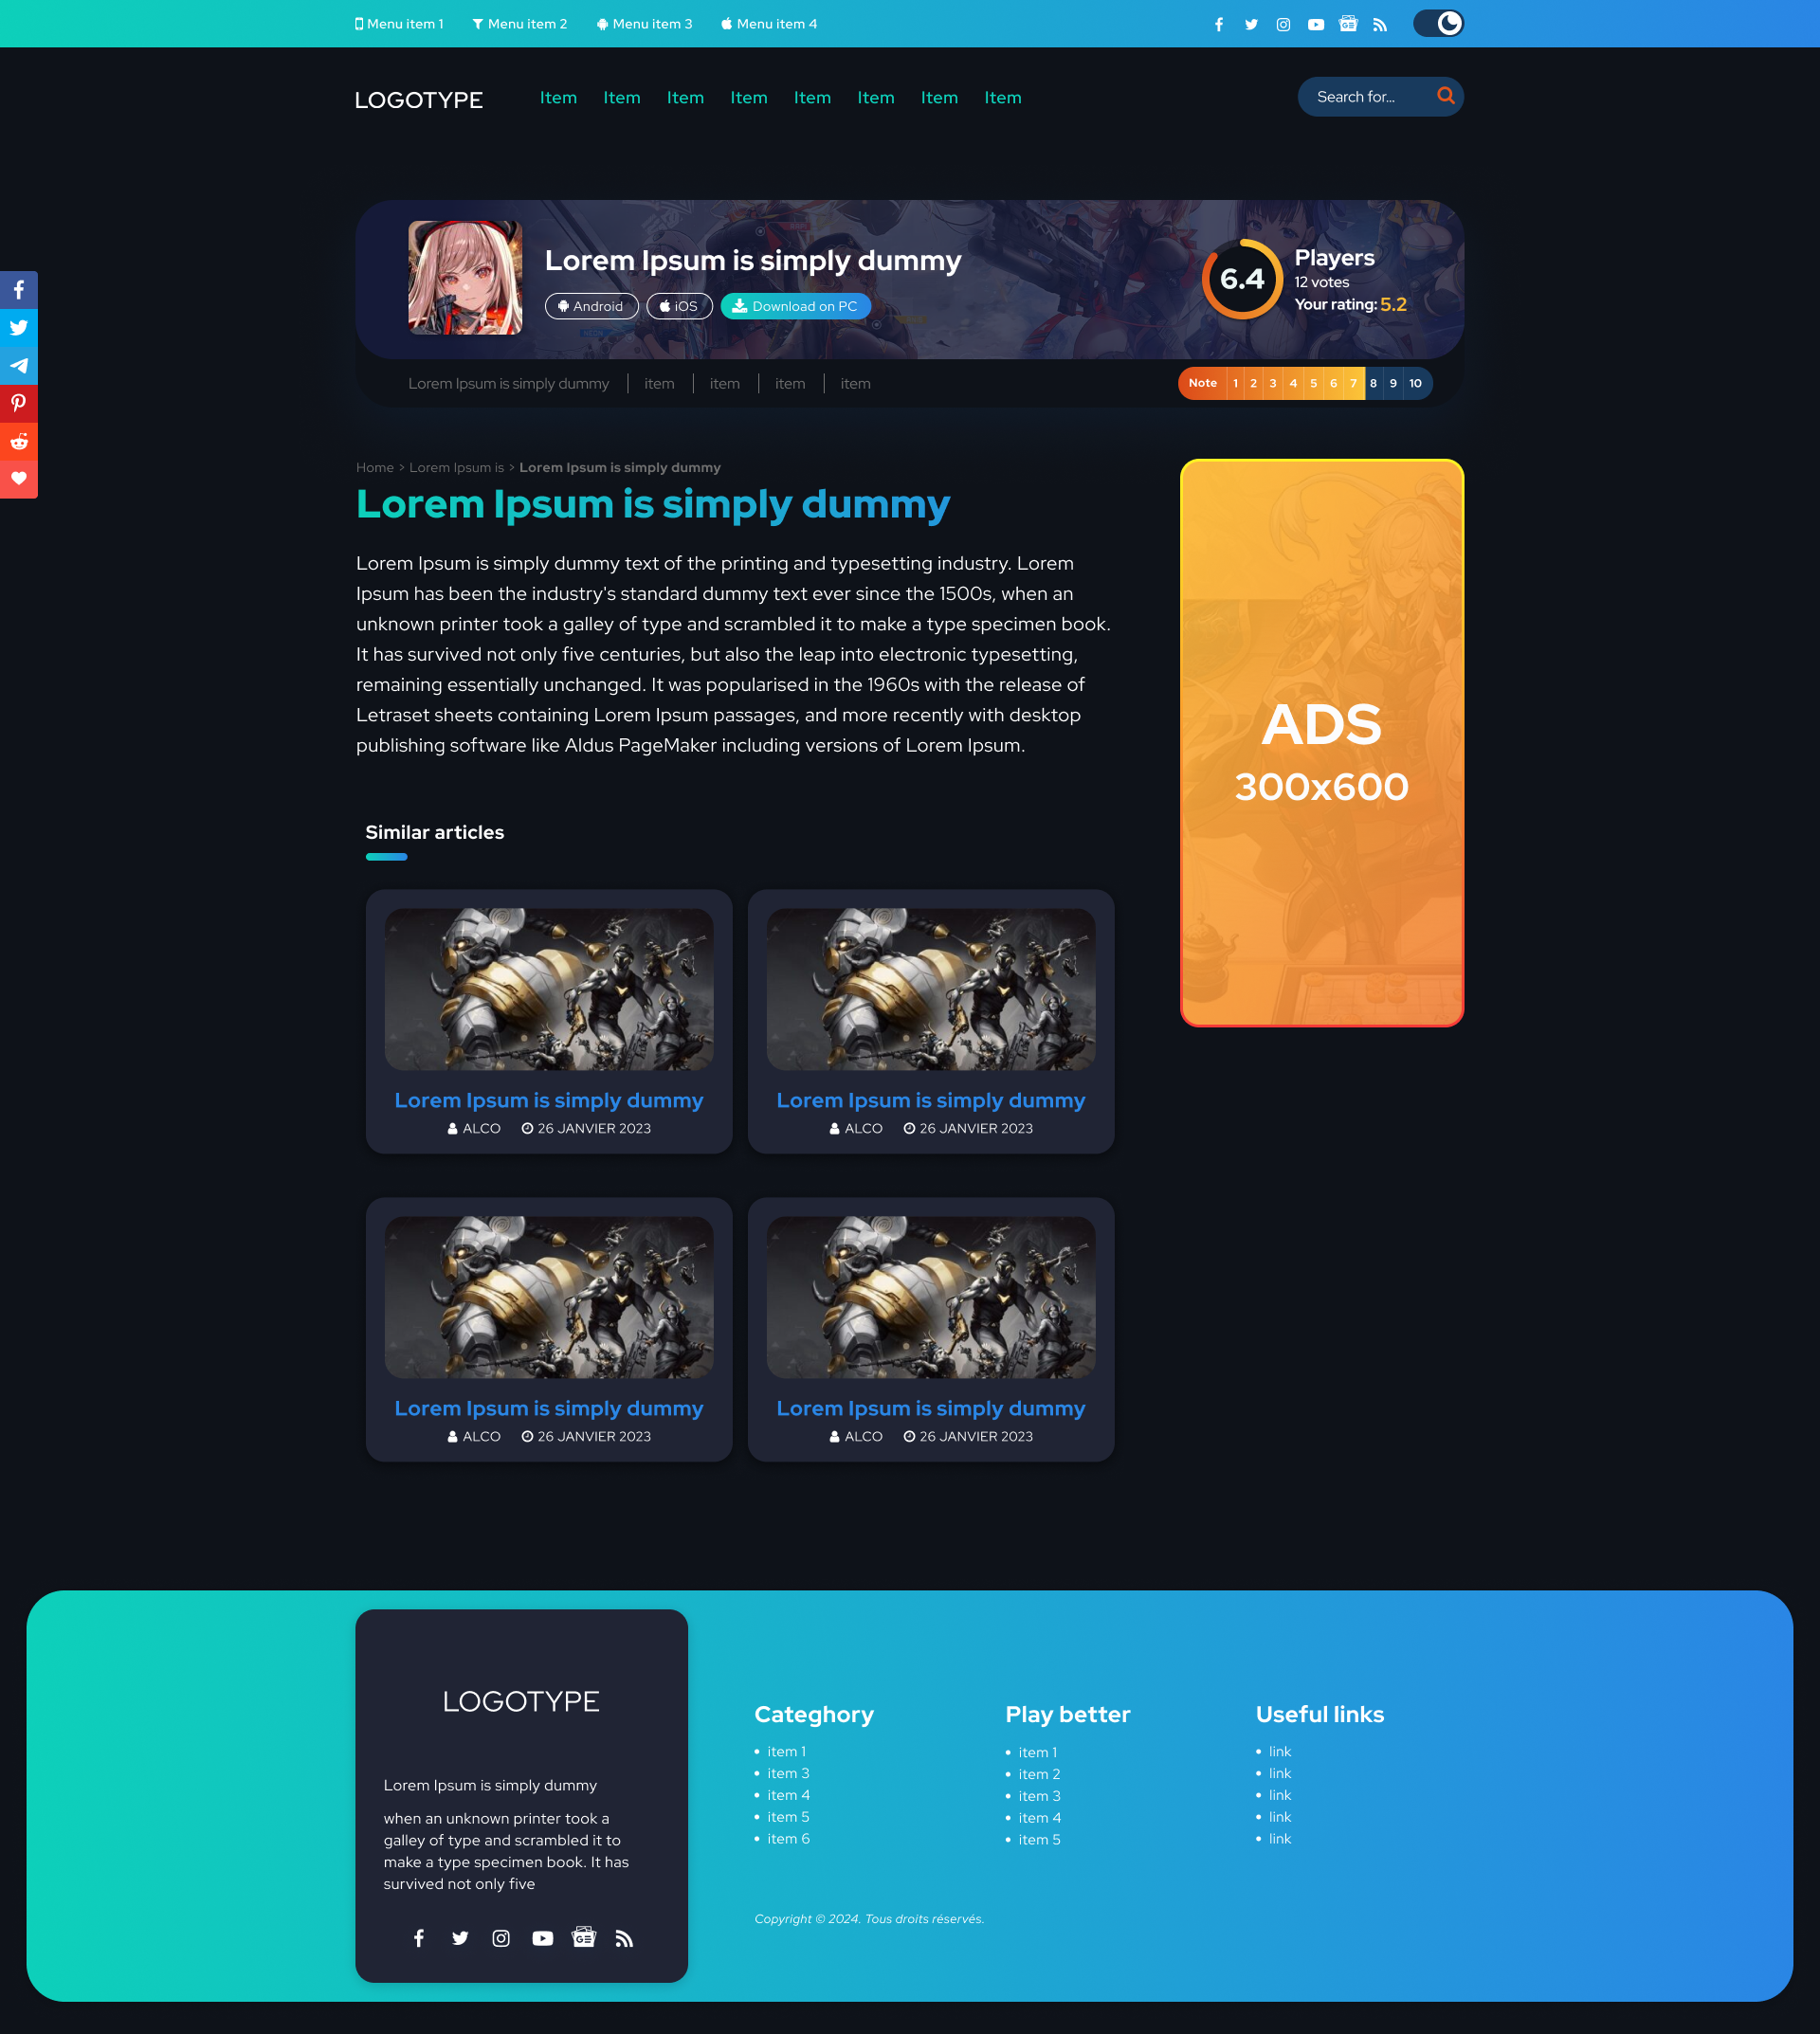 Menu item 1 Menu item 2 Menu item 3 Menu item 4
LOGOTYPE Item Item Item Item Item Item Item Item Search for...
Lorem Ipsum is simply dummy
Android iOS Download on PC
6.4
Players
12 votes
Your rating: 5.2
Lorem Ipsum is simply dummy item item item item
Note 1 2 3 4 5 6 7 8 9 10
Home > Lorem Ipsum is > Lorem Ipsum is simply dummy
Lorem Ipsum is simply dummy
Lorem Ipsum is simply dummy text of the printing and typesetting industry. Lorem
Ipsum has been the industry's standard dummy text ever since the 1500s, when an
unknown printer took a galley of type and scrambled it to make a type specimen book.
It has survived not only five centuries, but also the leap into electronic typesetting,
remaining essentially unchanged. It was popularised in the 1960s with the release of
Letraset sheets containing Lorem Ipsum passages, and more recently with desktop
publishing software like Aldus PageMaker including versions of Lorem Ipsum.
ADS
300x600
Similar articles
Lorem Ipsum is simply dummy
ALCO 26 JANVIER 2023
Lorem Ipsum is simply dummy
ALCO 26 JANVIER 2023
Lorem Ipsum is simply dummy
ALCO 26 JANVIER 2023
Lorem Ipsum is simply dummy
ALCO 26 JANVIER 2023
LOGOTYPE
Lorem Ipsum is simply dummy
when an unknown printer took a
galley of type and scrambled it to
make a type specimen book. It has
survived not only five
GE
Categhory
item 1
item 3
item 4
item 5
item 6
Play better
item 1
item 2
item 3
item 4
item 5
Useful links
link
link
link
link
link
Copyright © 2024. Tous droits réservés.